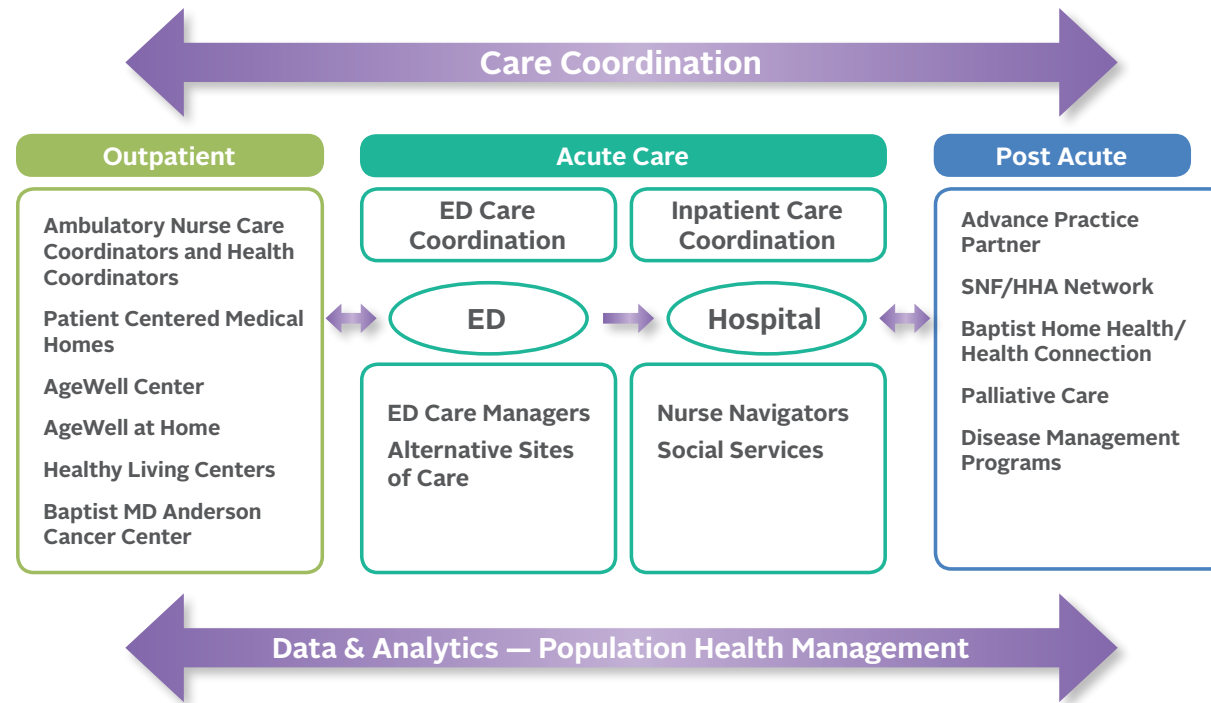 Care Coordination
Outpatient
Ambulatory Nurse Care
Coordinators and Health
Coordinators
Patient Centered Medical
Homes
AgeWell Center
AgeWell at Home
Healthy Living Centers
Baptist MD Anderson
Cancer Center
Acute Care
ED Care
Coordination
ED
ED Care Managers
Alternative Sites
of Care
Inpatient Care
Coordination
Hospital
Nurse Navigators
Social Services
Post Acute
Advance Practice
Partner
SNF/HHA Network
Baptist Home Health/
Health Connection
Palliative Care
Disease Management
Programs
Data & Analytics — Population Health Management